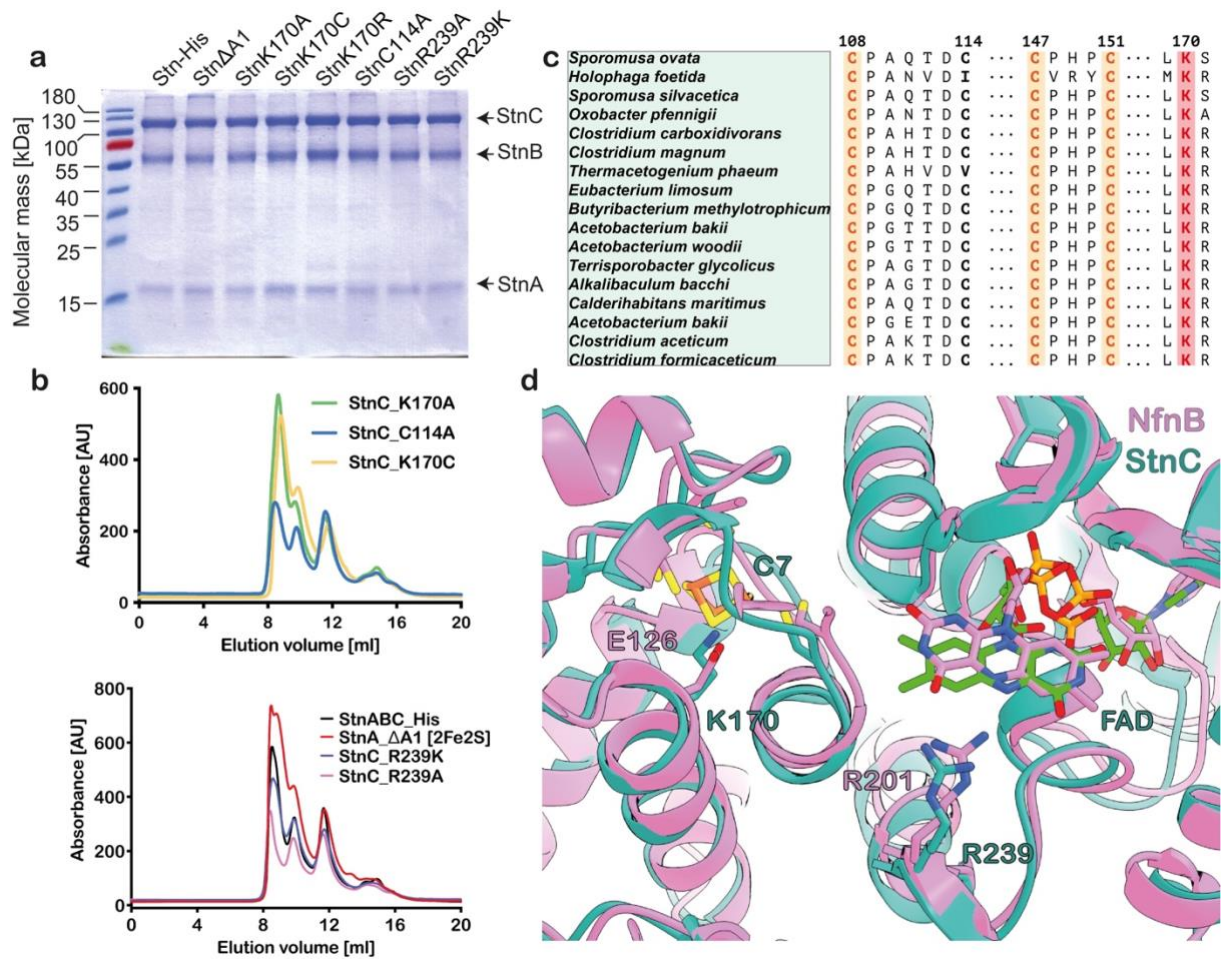 a
Stn-His
StnΔA1
StnK170A
StnK170C
StnK170R
StnC114A
StnR239A
StnR239K
Molecular mass [kDa]
180
130
100
55
40
35
25
15
StnC
StnB
StnA
b
600
400
200
0
0 4 8 12 16 20
Absorbance [AU]
Elution volume [ml]
StnC_K170A
StnC_C114A
StnC_K170C
800
600
400
200
0
0 4 8 12 16 20
Absorbance [AU]
Elution volume [ml]
StnABC_His
StnA_ΔA1 [2Fe2S]
StnC_R239K
StnC_R239A
c
108 114 147 151 170
Sporomusa ovata C P A Q T D C ... C P H P C ... L K S
Holophaga foetida C P A N V D I ... C V R Y C ... M K R
Sporomusa silvacetica C P A Q T D C ... C P H P C ... L K S
Oxobacter pfennigii C P A N T D C ... C P H P C ... L K A
Clostridium carboxidivorans C P A H T D C ... C P H P C ... L K R
Clostridium magnum C P A H T D C ... C P H P C ... L K R
Thermacetogenium phaeum C P A H V D V ... C P H P C ... L K R
Eubacterium limosum C P G Q T D C ... C P H P C ... L K R
Butyribacterium methylotrophicum C P G Q T D C ... C P H P C ... L K R
Acetobacterium bakii C P G T T D C ... C P H P C ... L K R
Acetobacterium woodii C P G T T D C ... C P H P C ... L K R
Terrisporobacter glycolicus C P A G T D C ... C P H P C ... L K R
Alkalibaculum bacchi C P A G T D C ... C P H P C ... L K R
Calderihabitans maritimus C P A Q T D C ... C P H P C ... L K R
Acetobacterium bakii C P G E T D C ... C P H P C ... L K R
Clostridium aceticum C P A K T D C ... C P H P C ... L K R
Clostridium formicaceticum C P A K T D C ... C P H P C ... L K R
d
NfnB
StnC
C7
E126
K170
FAD
R201
R239